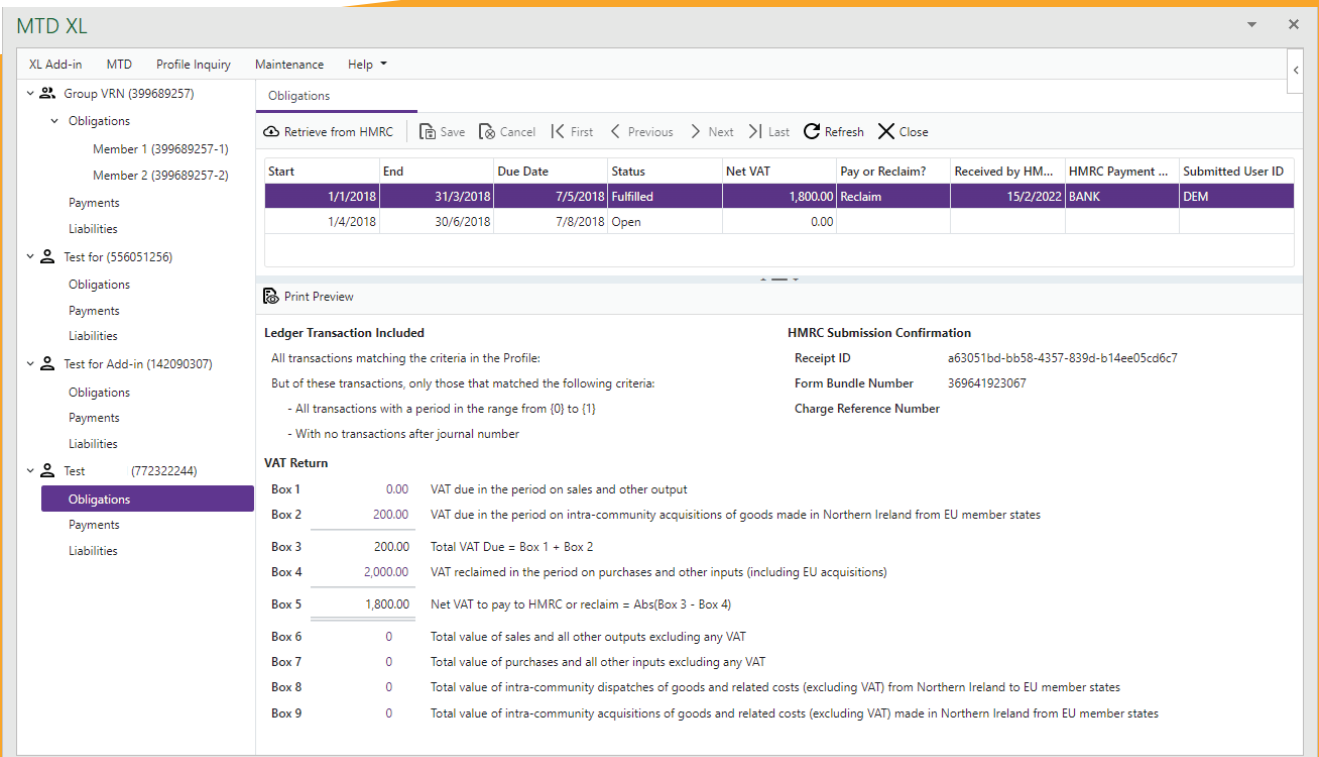 MTD XL
XL Add-in MTD Profile Inquiry Maintenance Help
Group VRN (399689257)
Obligations
Member 1 (399689257-1)
Member 2 (399689257-2)
Payments
Liabilities
Test for (556051256)
Obligations
Payments
Liabilities
Test for Add-in (142090307)
Obligations
Payments
Liabilities
Test (772322244)
Obligations
Payments
Liabilities
Obligations
Retrieve from HMRC Save Cancel First Previous Next Last Refresh Close
Start End Due Date Status Net VAT Pay or Reclaim? Received by HM... HMRC Payment ... Submitted User ID
1/1/2018 31/3/2018 7/5/2018 Fulfilled 1,800.00 Reclaim 15/2/2022 BANK DEM
1/4/2018 30/6/2018 7/8/2018 Open 0.00
Print Preview
Ledger Transaction Included
All transactions matching the criteria in the Profile:
But of these transactions, only those that matched the following criteria:
- All transactions with a period in the range from {0} to {1}
- With no transactions after journal number
HMRC Submission Confirmation
Receipt ID a63051bd-bb58-4357-839d-b14ee05cd6c7
Form Bundle Number 369641923067
Charge Reference Number
VAT Return
Box 1 0.00 VAT due in the period on sales and other output
Box 2 200.00 VAT due in the period on intra-community acquisitions of goods made in Northern Ireland from EU member states
Box 3 200.00 Total VAT Due = Box 1 + Box 2
Box 4 2,000.00 VAT reclaimed in the period on purchases and other inputs (including EU acquisitions)
Box 5 1,800.00 Net VAT to pay to HMRC or reclaim = Abs(Box 3 - Box 4)
Box 6 0 Total value of sales and all other outputs excluding any VAT
Box 7 0 Total value of purchases and all other inputs excluding any VAT
Box 8 0 Total value of intra-community dispatches of goods and related costs (excluding VAT) from Northern Ireland to EU member states
Box 9 0 Total value of intra-community acquisitions of goods and related costs (excluding VAT) made in Northern Ireland from EU member states